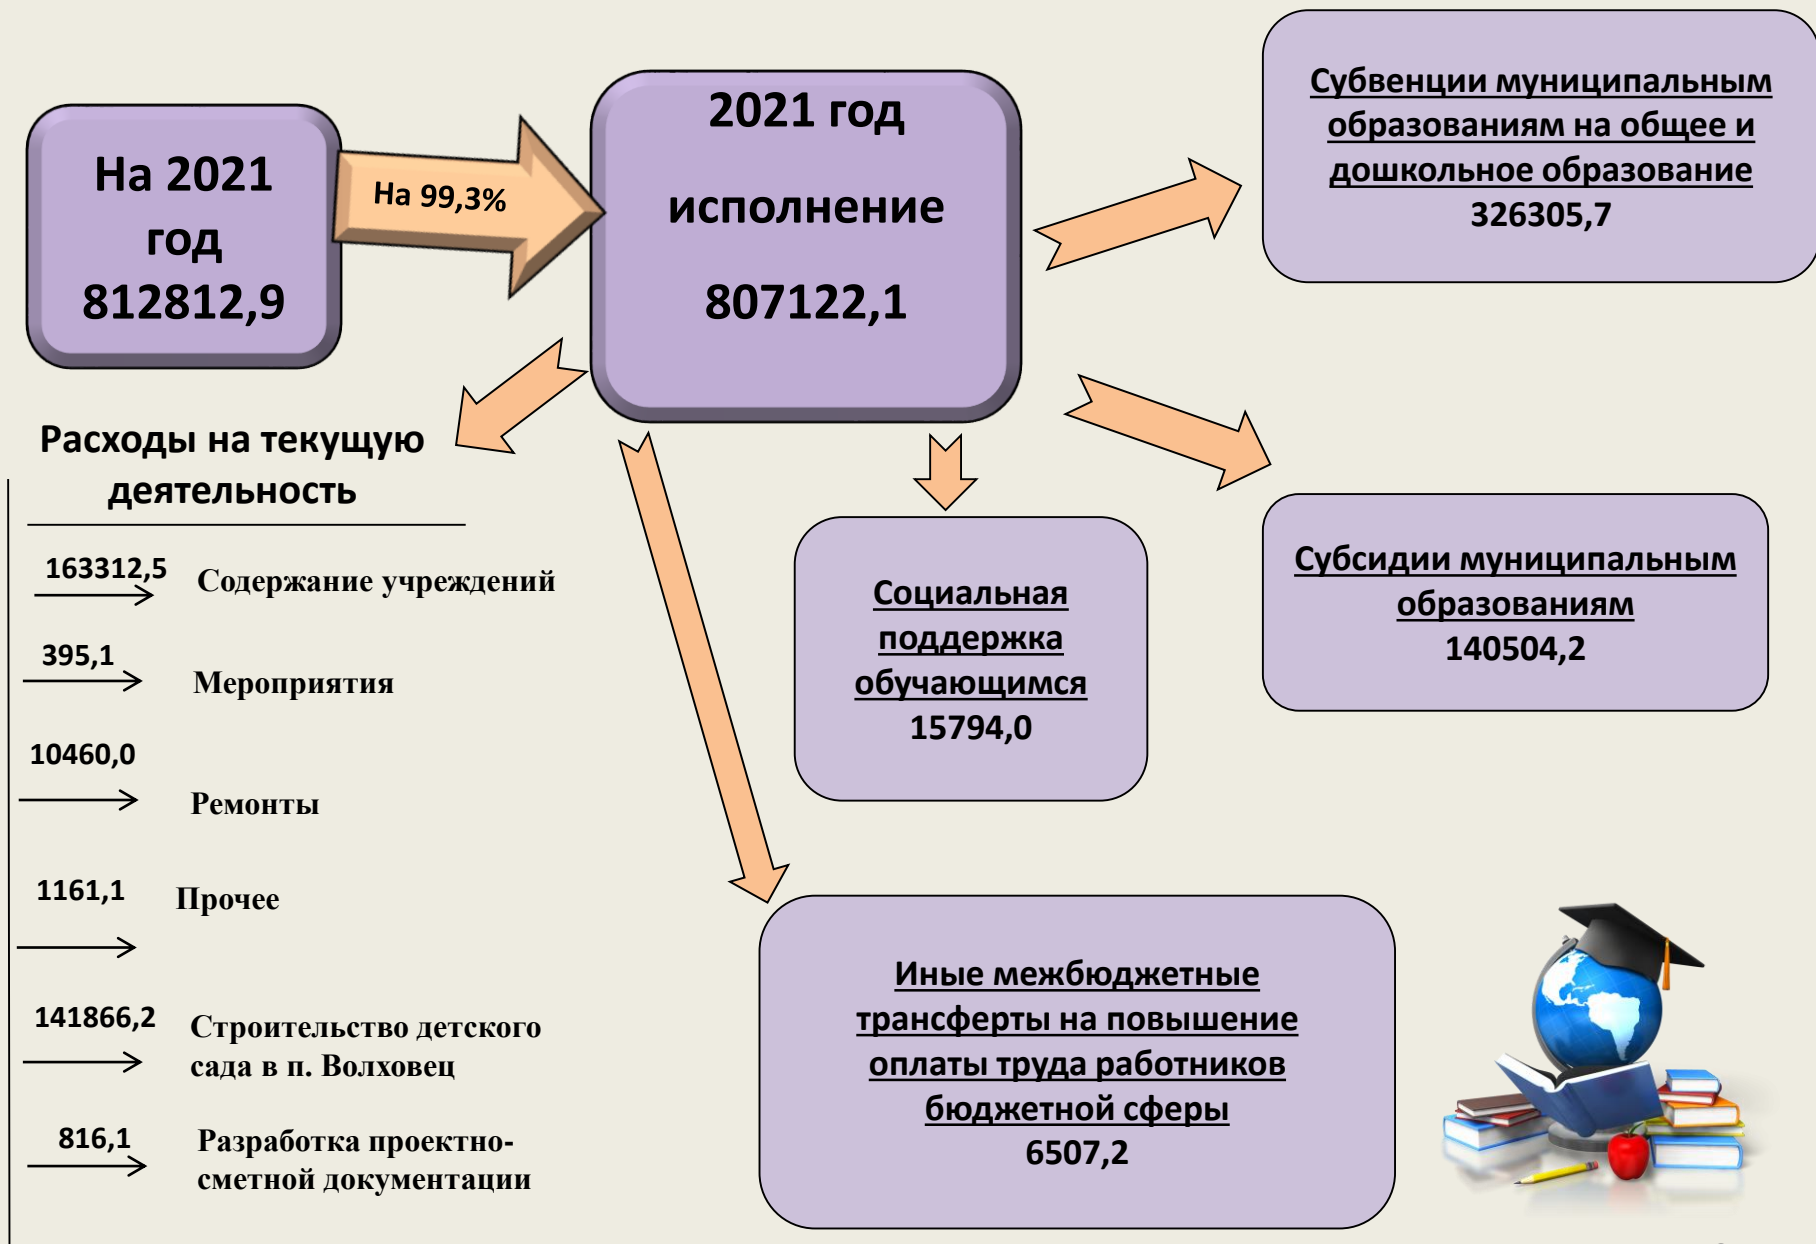 На 2021
год
812812,9
На 99,3%
2021 год
исполнение
807122,1
Субвенции муниципальным
образованиям на общее и
дошкольное образование
326305,7
Субсидии муниципальным
образованиям
140504,2
Социальная
поддержка
обучающимся
15794,0
Иные межбюджетные
трансферты на повышение
оплаты труда работников
бюджетной сферы
6507,2
Расходы на текущую
деятельность
163312,5 Содержание учреждений
395,1 Мероприятия
10460,0 Ремонты
1161,1 Прочее
141866,2 Строительство детского
сада в п. Волховец
816,1 Разработка проектно-
сметной документации